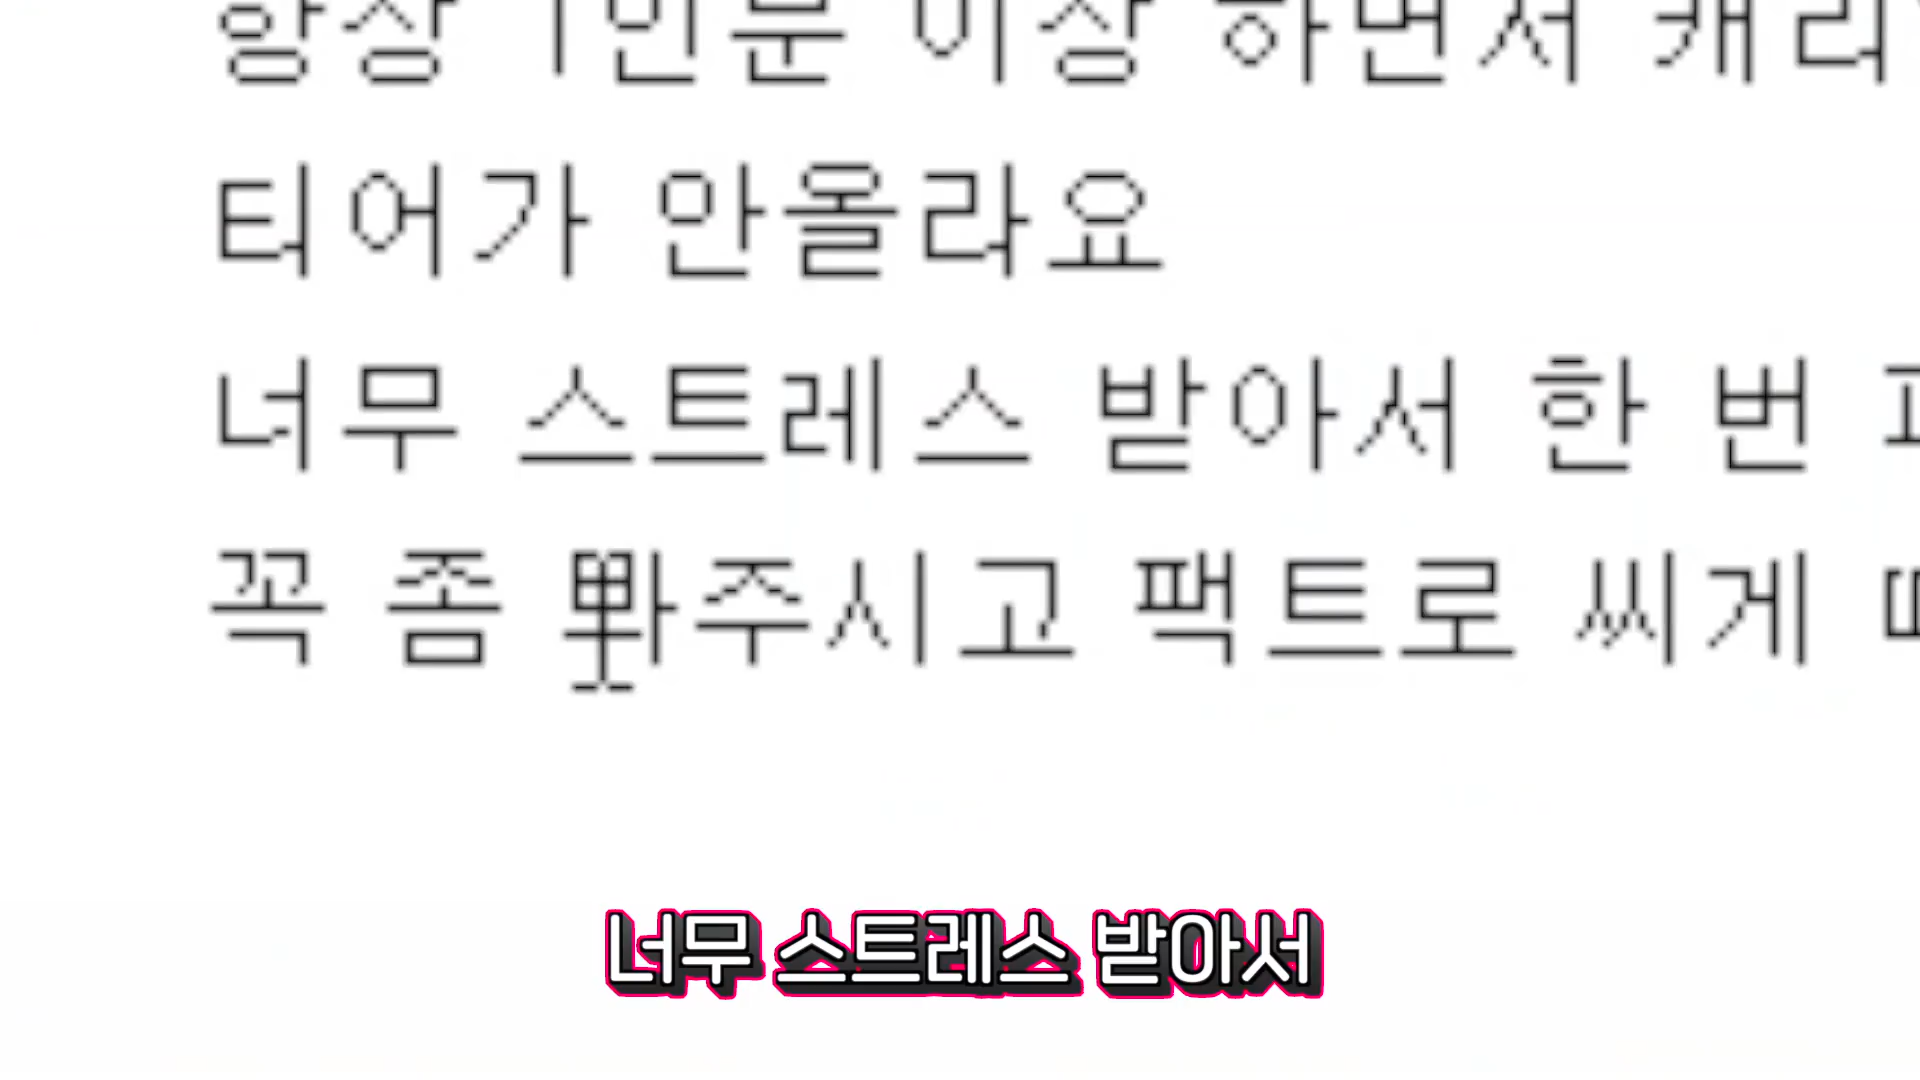 항상 1인분 이상 하면서 캐리
티어가 안올라요
너무 스트레스 받아서 한 번
꼭 좀 봐주시고 팩트로 씨게
너무 스트레스 받아서